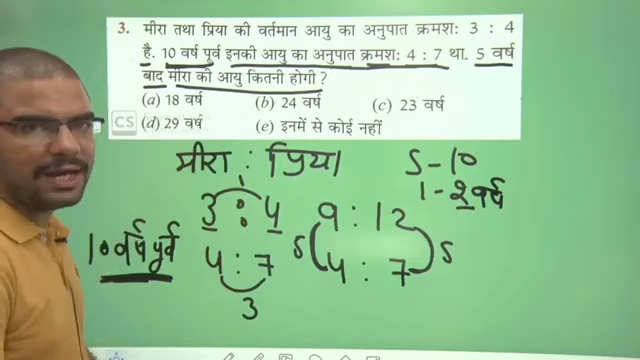 3. मीरा तथा प्रिया की वर्तमान आयु का अनुपात क्रमशः 3 : 4
है. 10 वर्ष पूर्व इनकी आयु का अनुपात क्रमशः 4 : 7 था. 5 वर्ष
बाद मीरा की आयु कितनी होगी ?
(a) 18 वर्ष (b) 24 वर्ष (c) 23 वर्ष
(d) 29 वर्ष (e) इनमें से कोई नहीं
CS
मीरा : प्रिया
5 - 10
1 - 2 वर्ष
1
3 : 4
9 : 12
10 वर्ष पूर्व
4 : 7
5
4 : 7
5
3